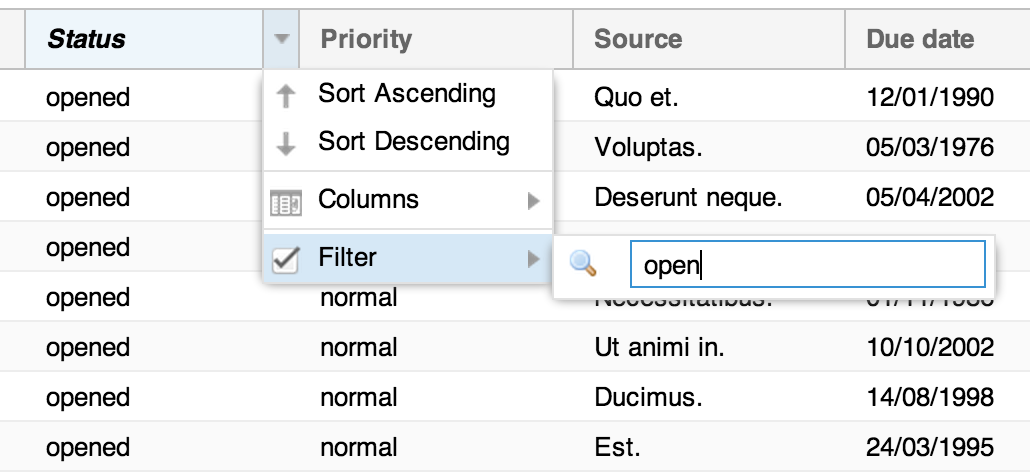 Status Priority Source Due date
opened Sort Ascending Quo et. 12/01/1990
opened Sort Descending Voluptas. 05/03/1976
opened Columns Deserunt neque. 05/04/2002
opened Filter open
opened normal Necessitatibus.
opened normal Ut animi in. 10/10/2002
opened normal Ducimus. 14/08/1998
opened normal Est. 24/03/1995